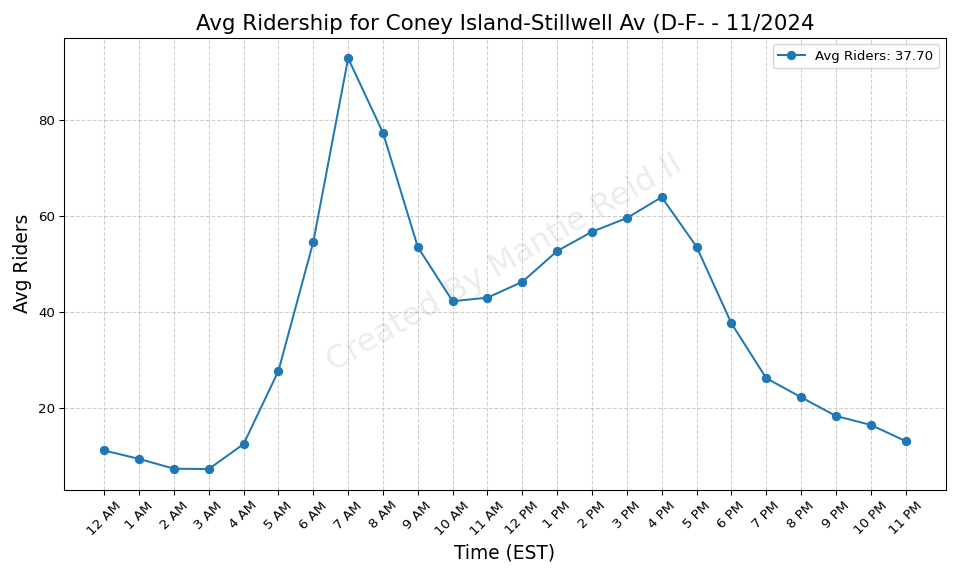 Avg Ridership for Coney Island-Stillwell Av (D-F- - 11/2024
Avg Riders: 37.70
Avg Riders
80
60
40
20
Created By Mantle Reid II
12 AM
1 AM
2 AM
3 AM
4 AM
5 AM
6 AM
7 AM
8 AM
9 AM
10 AM
11 AM
12 PM
1 PM
2 PM
3 PM
4 PM
5 PM
6 PM
7 PM
8 PM
9 PM
10 PM
11 PM
Time (EST)